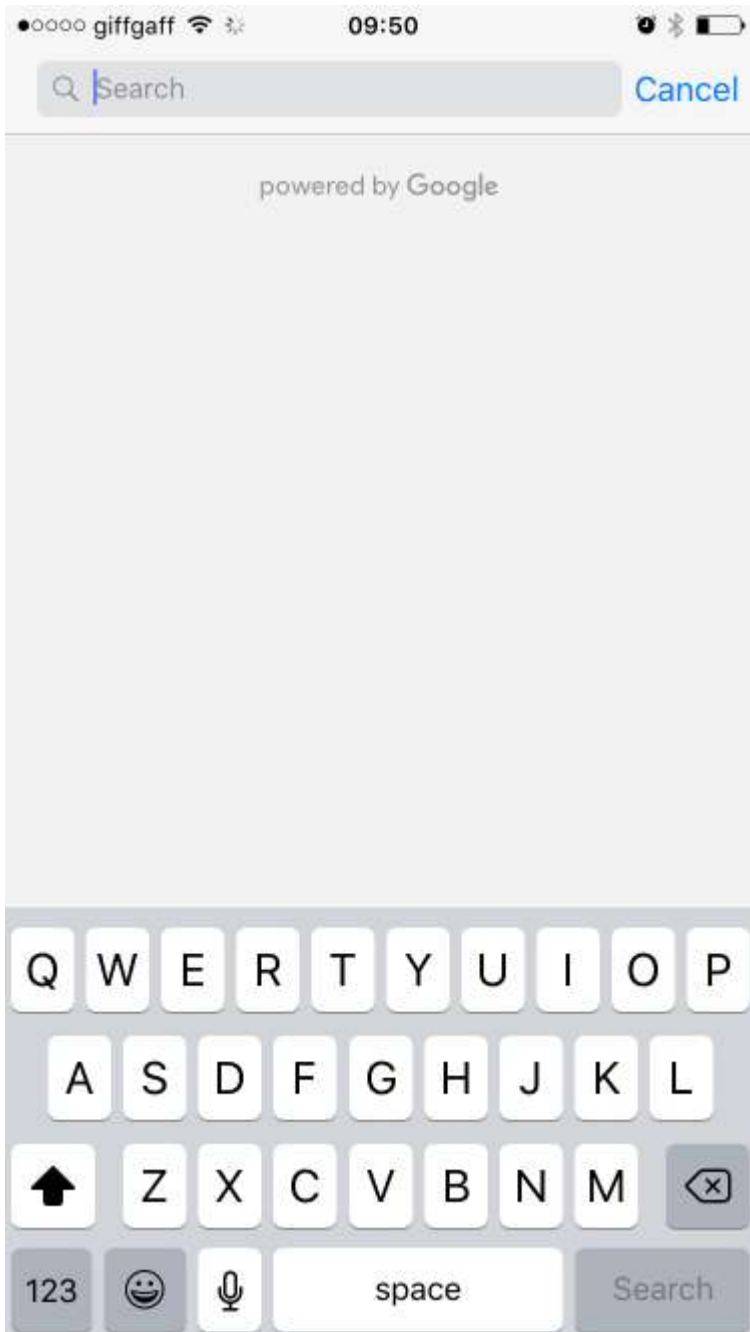 giffgaff 09:50
Search Cancel
powered by Google
Q W E R T Y U I O P
A S D F G H J K L
Z X C V B N M
123 space Search